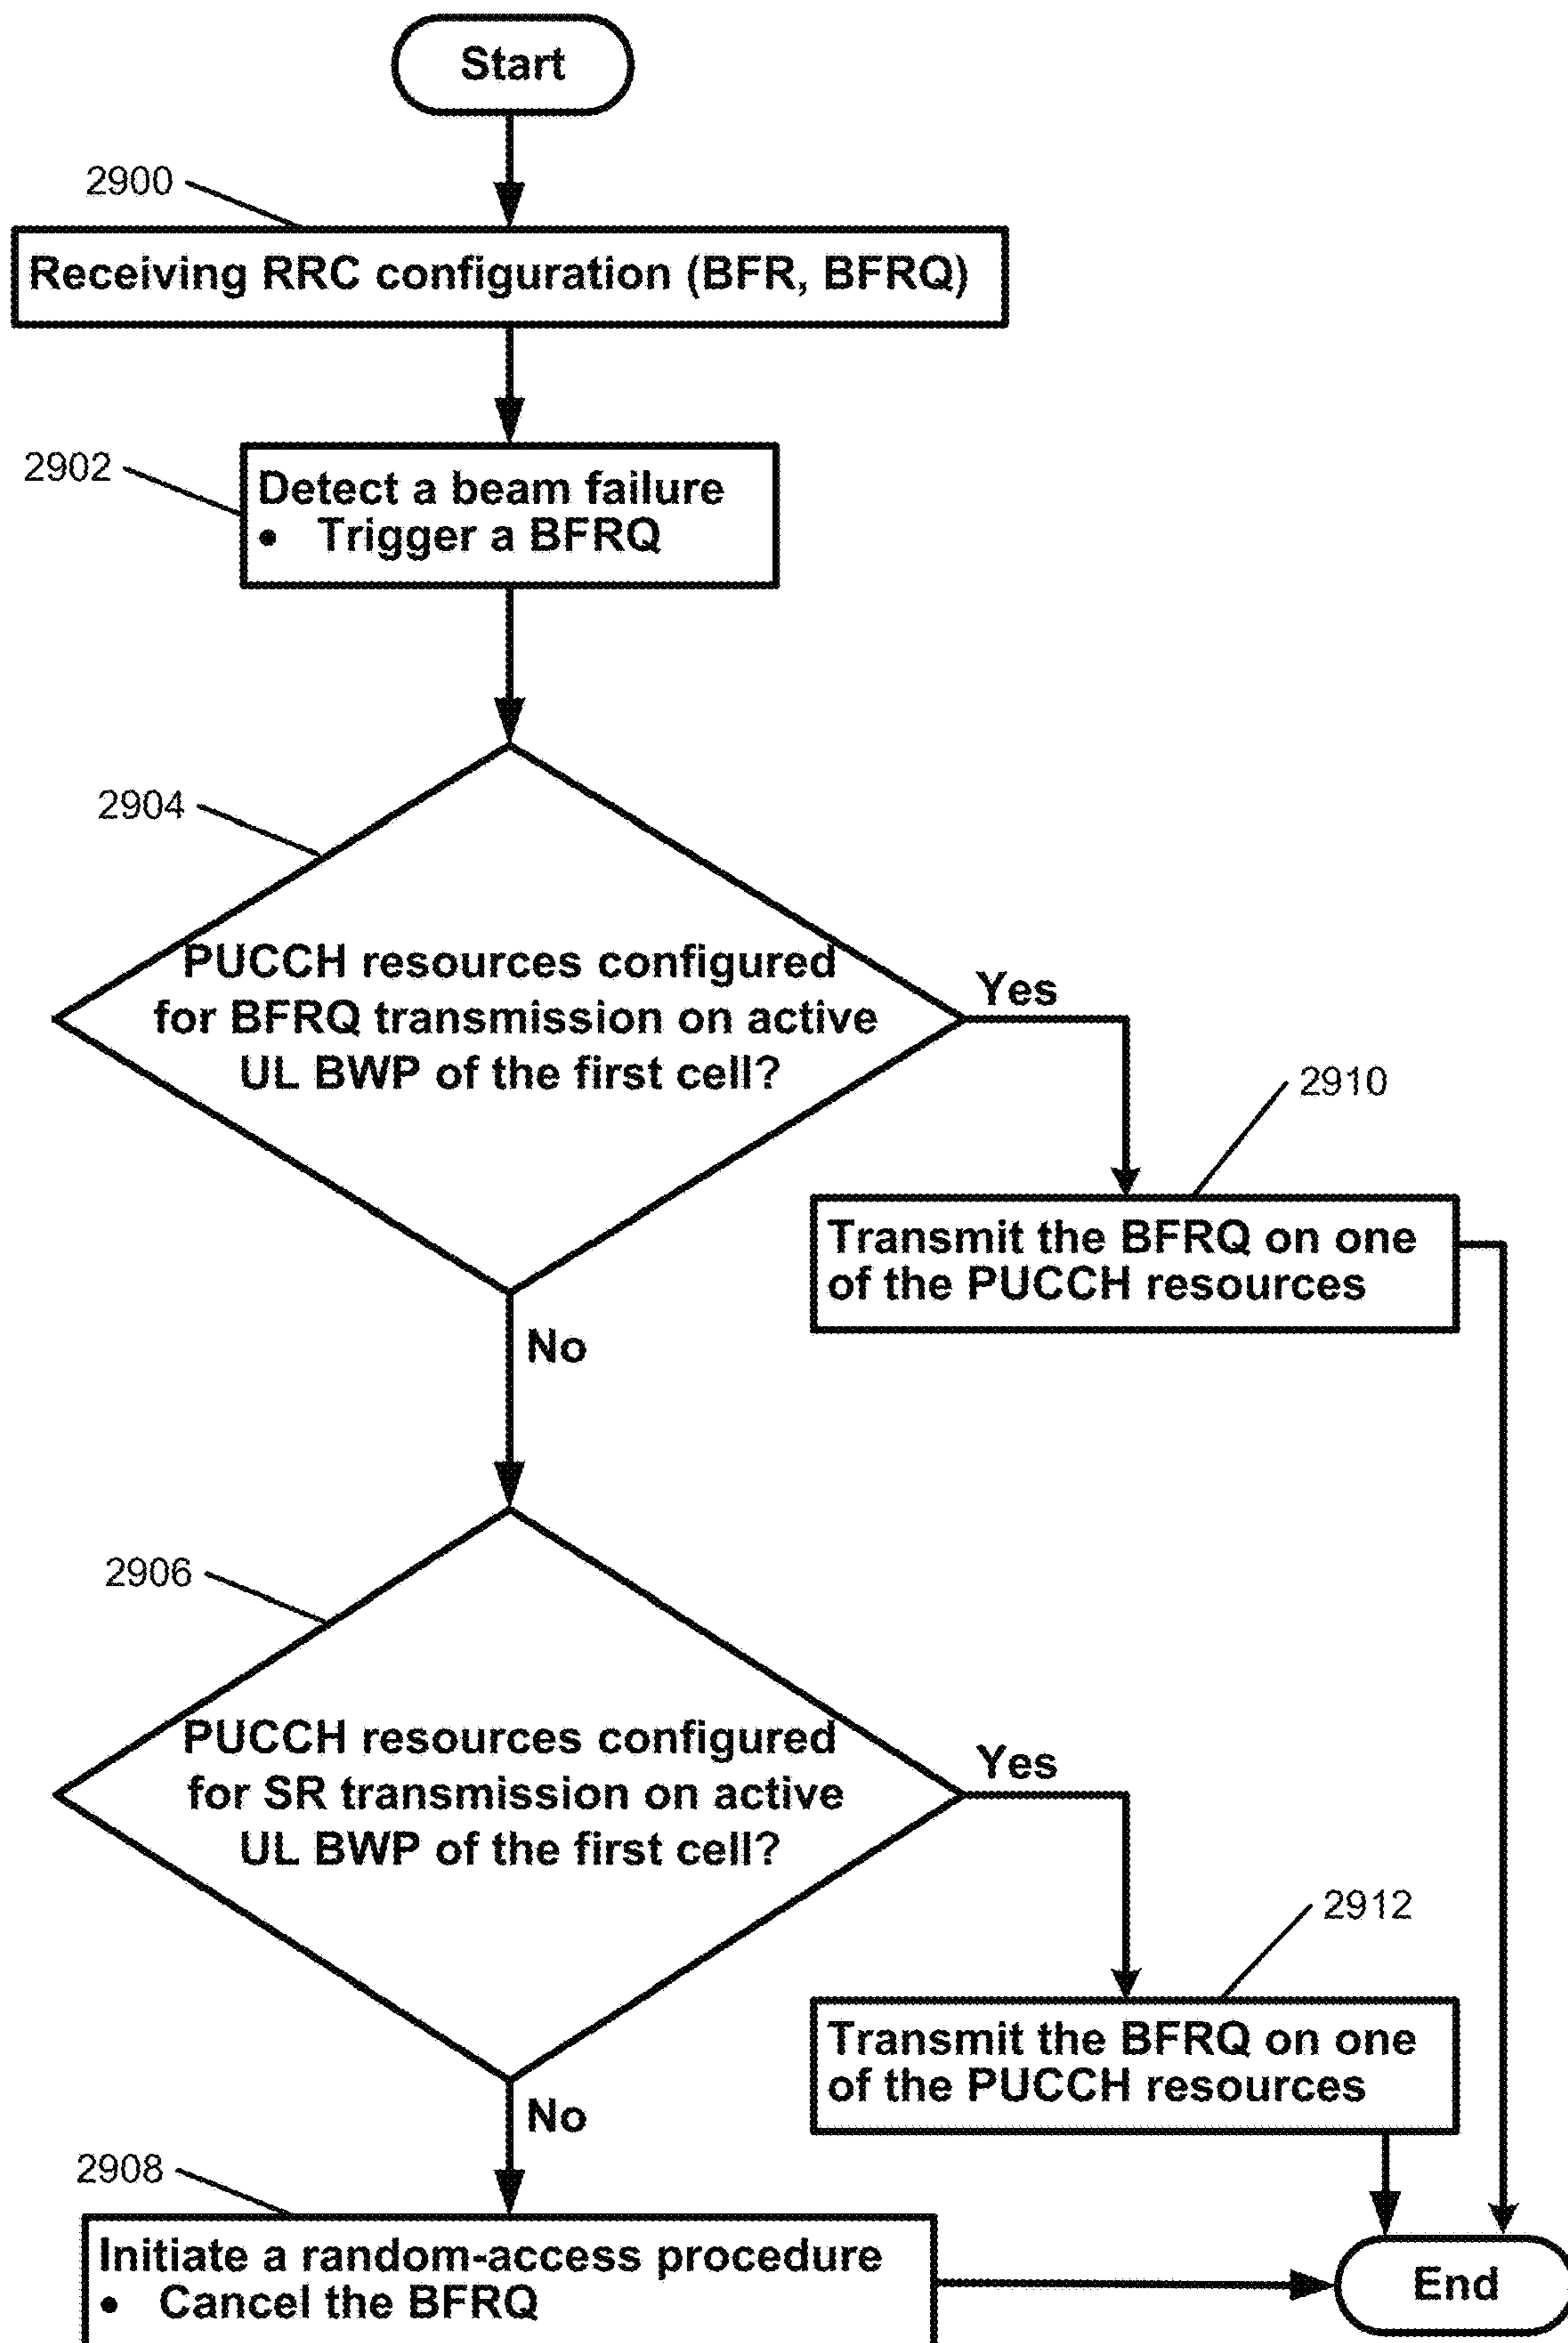 Start
2900
Receiving RRC configuration (BFR, BFRQ)
2902
Detect a beam failure
• Trigger a BFRQ
2904
PUCCH resources configured
for BFRQ transmission on active
UL BWP of the first cell?
Yes
2910
Transmit the BFRQ on one
of the PUCCH resources
No
2906
PUCCH resources configured
for SR transmission on active
UL BWP of the first cell?
Yes
2912
Transmit the BFRQ on one
of the PUCCH resources
No
2908
Initiate a random-access procedure
• Cancel the BFRQ
End